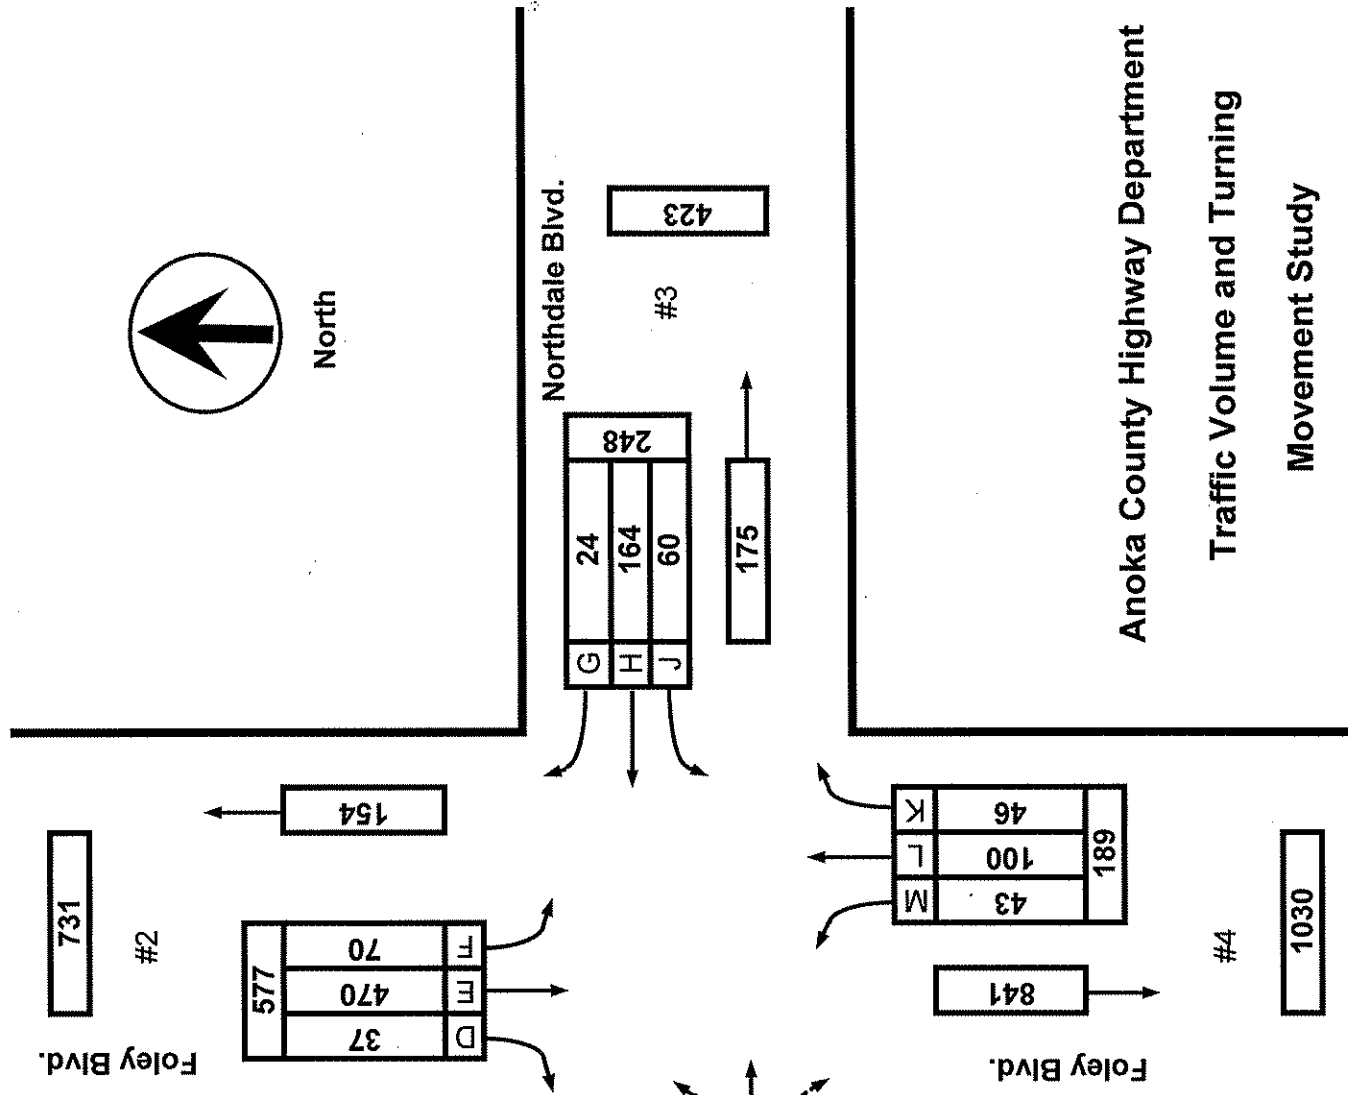 North
Northdale Blvd.
423
#3
248
24
164
60
G
H
J
175
154
731
#2
577
70
470
37
F
E
D
Foley Blvd.
K
L
M
46
100
43
189
841
#4
1030
Foley Blvd.
Anoka County Highway Department
Traffic Volume and Turning
Movement Study